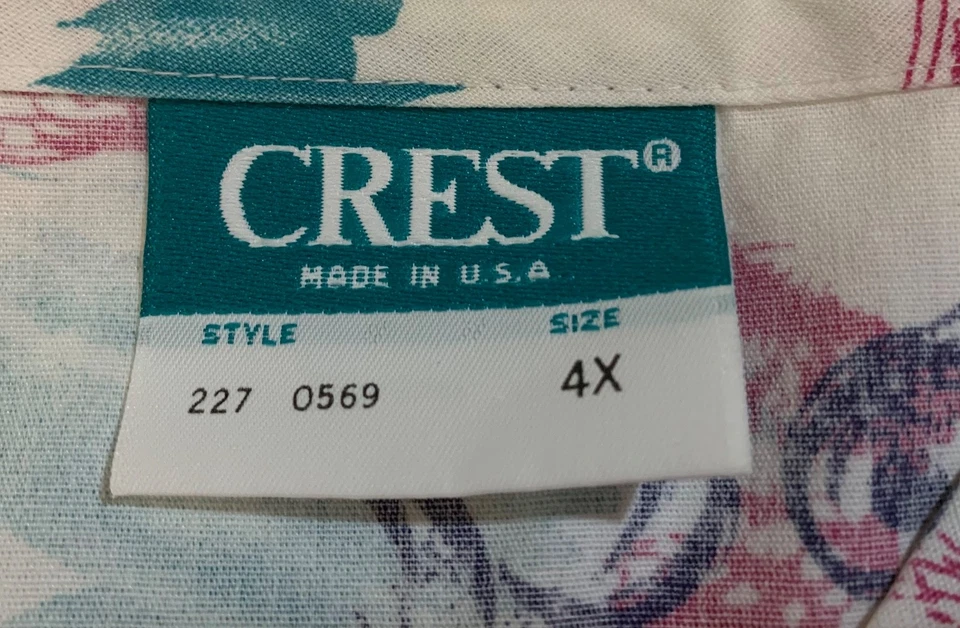 CREST®
MADE IN U.S.A.
STYLE SIZE
227 0569 4X